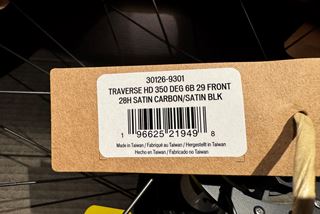 30126-9301
TRAVERSE HD 350 DEG 6B 29 FRONT
28H SATIN CARBON/SATIN BLK
1 96625 21949 8
Made in Taiwan / Fabriqué au Taiwan / Hergestellt in Taiwan
Hecho en Taiwan / Fabricado no Taiwan